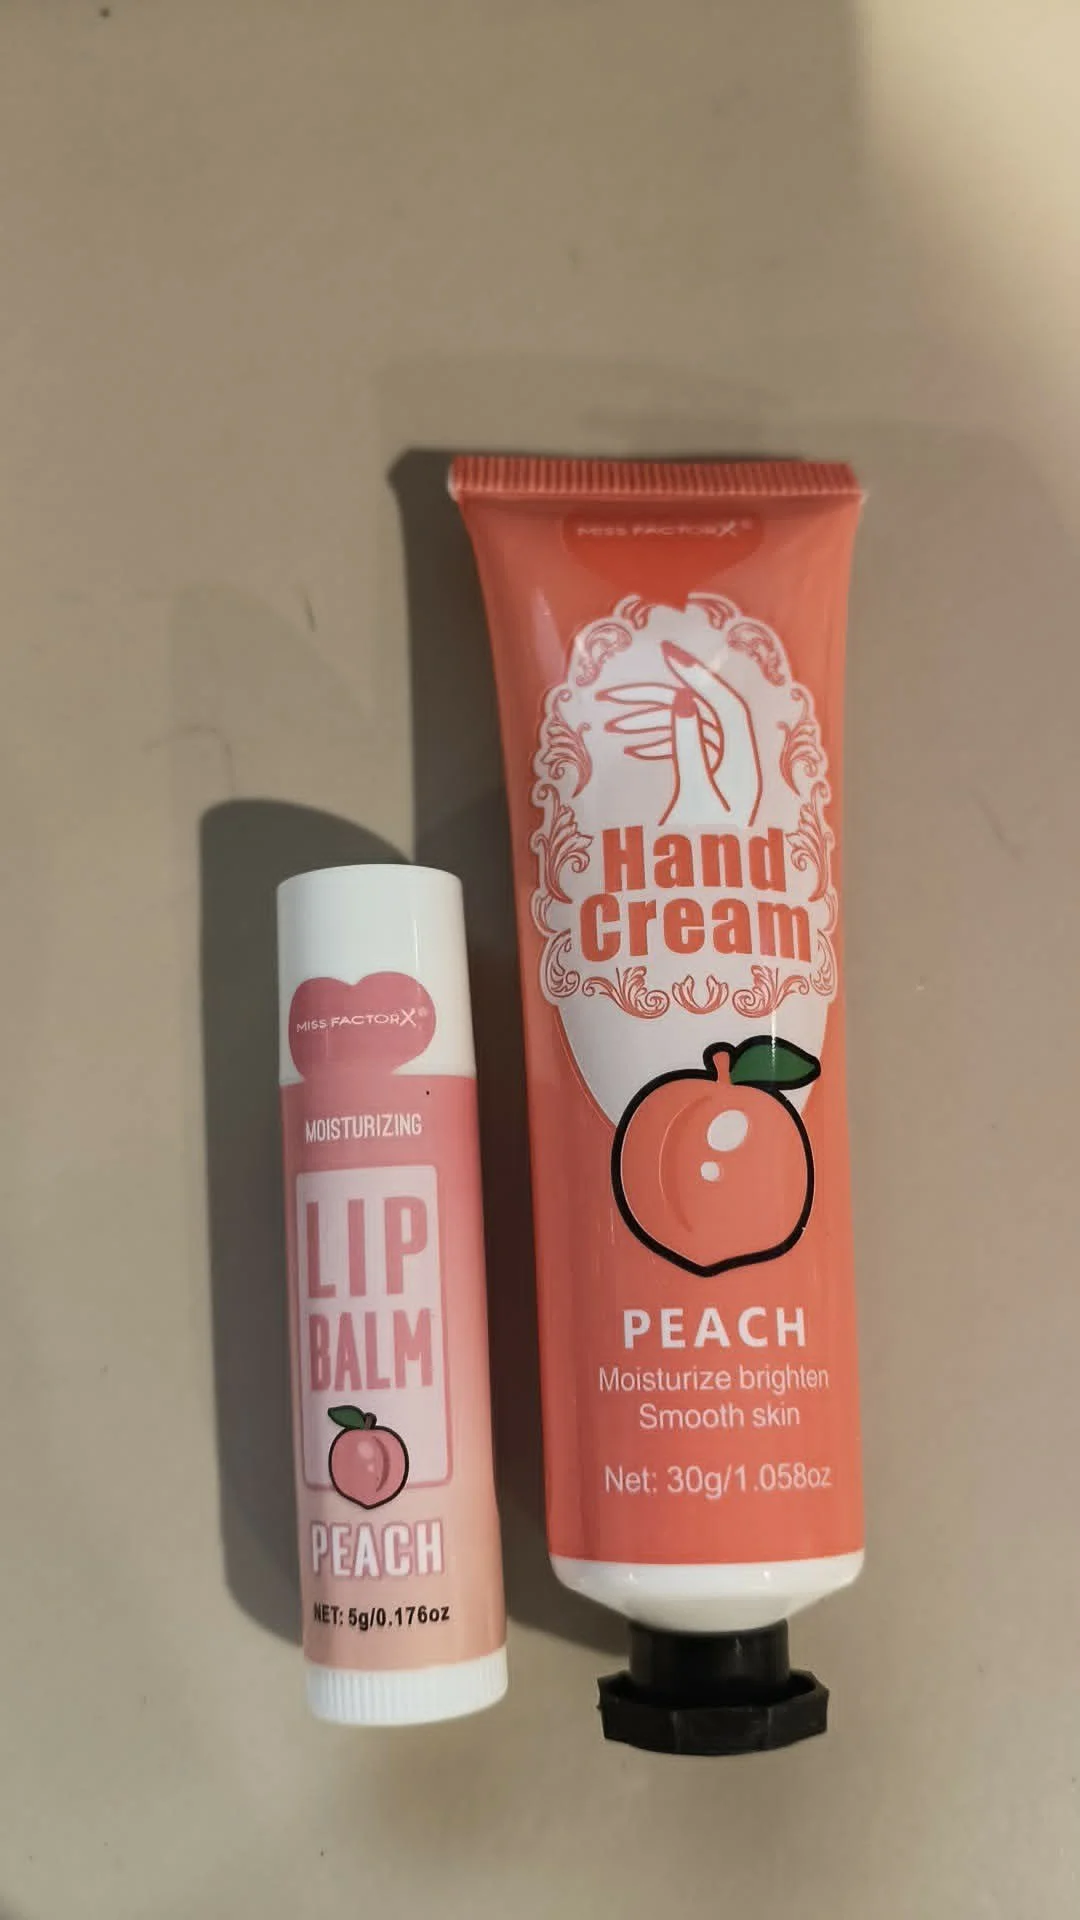 MISS FACTORX®
MOISTURIZING
LIP
BALM
PEACH
NET: 5g/0.176oz
MISS FACTORX®
Hand
Cream
PEACH
Moisturize brighten
Smooth skin
Net: 30g/1.058oz